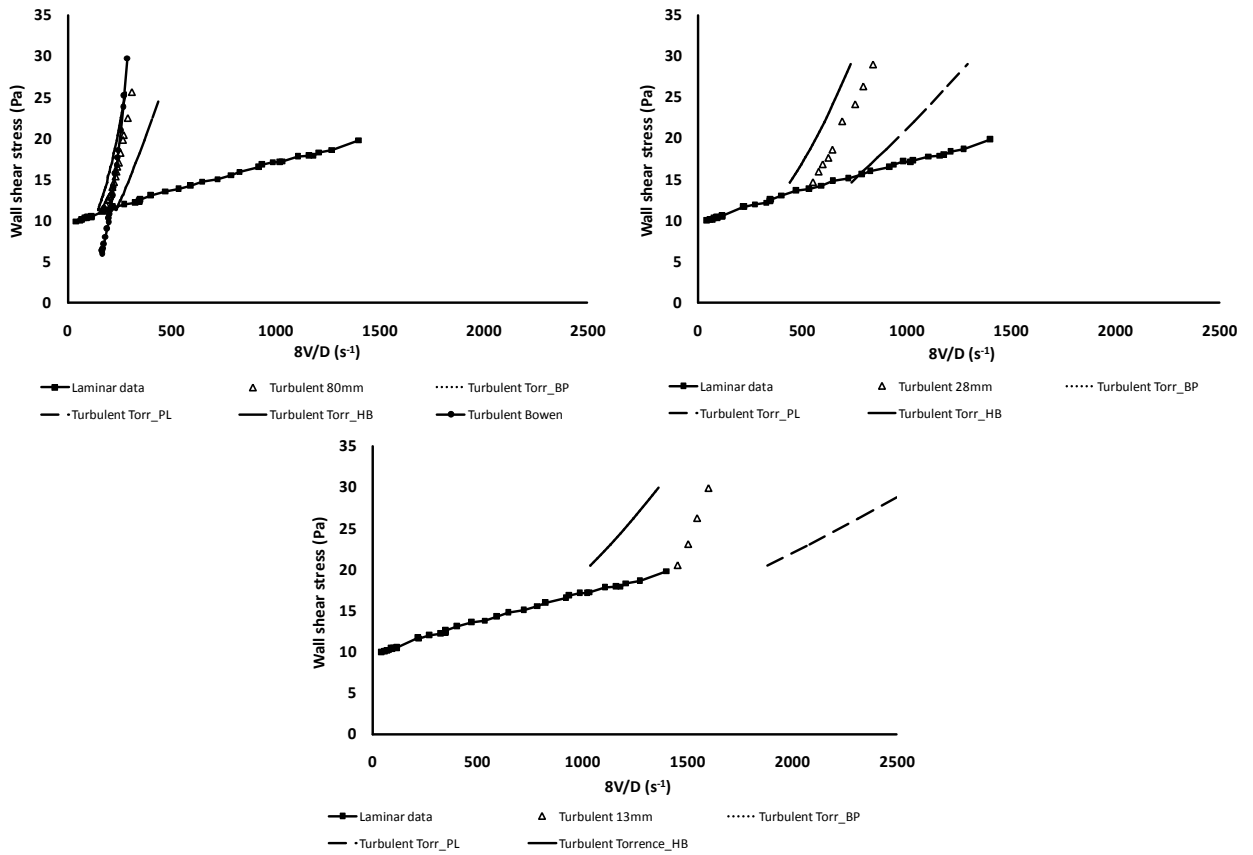 35
30
25
20
15
10
5
0
Wall shear stress (Pa)
0 500 1000 1500 2000 2500
8V/D (s⁻¹)
Laminar data Turbulent 80mm Turbulent Torr_BP
Turbulent Torr_PL Turbulent Torr_HB Turbulent Bowen
35
30
25
20
15
10
5
0
Wall shear stress (Pa)
0 500 1000 1500 2000 2500
8V/D (s⁻¹)
Laminar data Turbulent 28mm Turbulent Torr_BP
Turbulent Torr_PL Turbulent Torr_HB
35
30
25
20
15
10
5
0
Wall shear stress (Pa)
0 500 1000 1500 2000 2500
8V/D (s⁻¹)
Laminar data Turbulent 13mm Turbulent Torr_BP
Turbulent Torr_PL Turbulent Torrence_HB